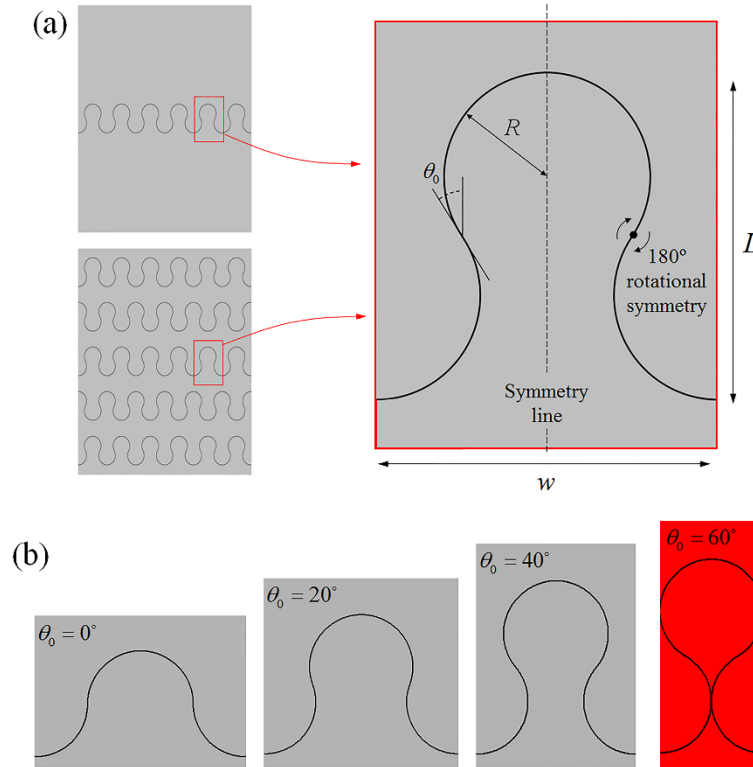 (a)
R
θ₀
L
180°
rotational
symmetry
Symmetry
line
w
(b)
θ₀ = 0°
θ₀ = 20°
θ₀ = 40°
θ₀ = 60°